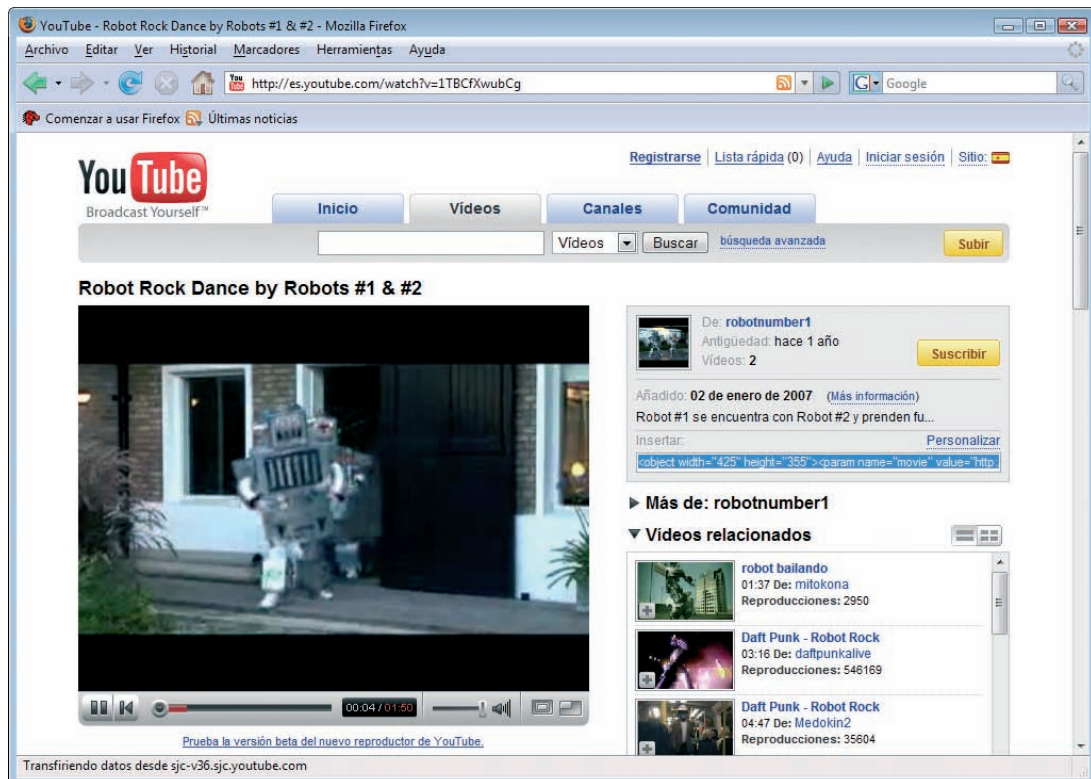 YouTube - Robot Rock Dance by Robots #1 & #2 - Mozilla Firefox
Archivo Editar Ver Historial Marcadores Herramientas Ayuda
You Tube http://es.youtube.com/watch?v=1TBCfXwubCg G Google
Comenzar a usar Firefox Últimas noticias
Registrarse Lista rápida (0) Ayuda Iniciar sesión Sitio:
You Tube
Broadcast Yourself™
Inicio Vídeos Canales Comunidad
Vídeos Buscar búsqueda avanzada Subir
Robot Rock Dance by Robots #1 & #2
De: robotnumber1
Antigüedad: hace 1 año
Vídeos: 2
Suscribir
Añadido: 02 de enero de 2007 (Más información)
Robot #1 se encuentra con Robot #2 y prenden fu...
Insertar: Personalizar
<object width="425" height="355"><param name="movie" value="http:
Más de: robotnumber1
Vídeos relacionados
robot bailando
01:37 De: mitokona
Reproducciones: 2950
Daft Punk - Robot Rock
03:16 De: daftpunkalive
Reproducciones: 546169
Daft Punk - Robot Rock
04:47 De: Medokin2
Reproducciones: 35604
00:04 / 01:50
Prueba la versión beta del nuevo reproductor de YouTube.
Transfiriendo datos desde sjc-v36.sjc.youtube.com